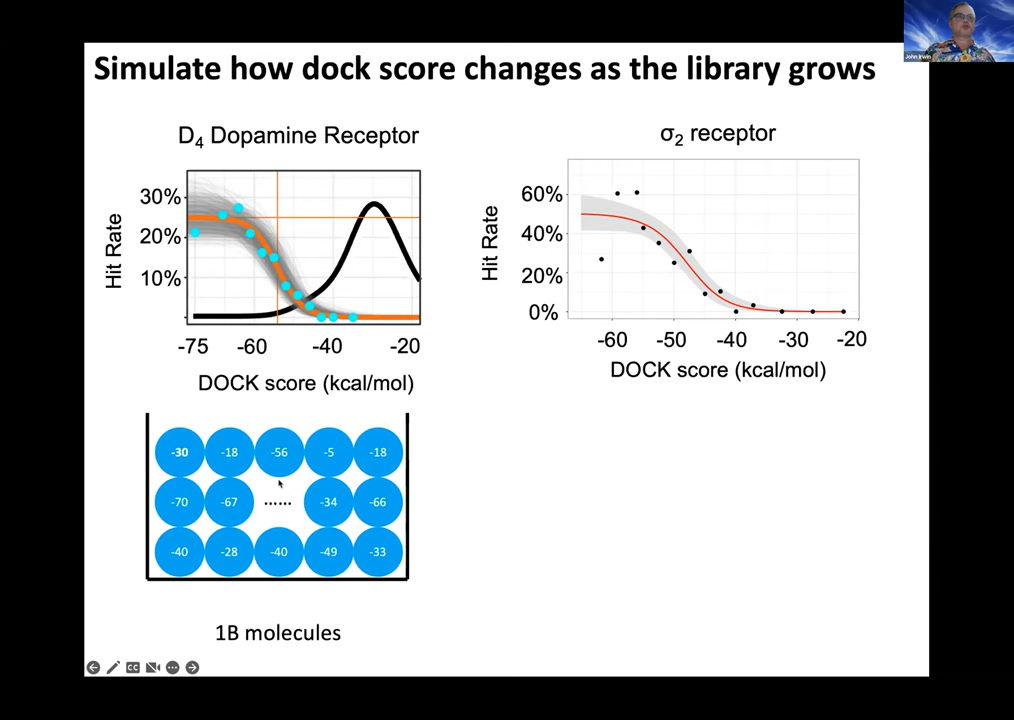 John Irwin
Simulate how dock score changes as the library grows
D4 Dopamine Receptor
30%
20%
10%
Hit Rate
-75 -60 -40 -20
DOCK score (kcal/mol)
σ2 receptor
60%
40%
20%
0%
Hit Rate
-60 -50 -40 -30 -20
DOCK score (kcal/mol)
-30 -18 -56 -5 -18
-70 -67 ...... -34 -66
-40 -28 -40 -49 -33
1B molecules
CC